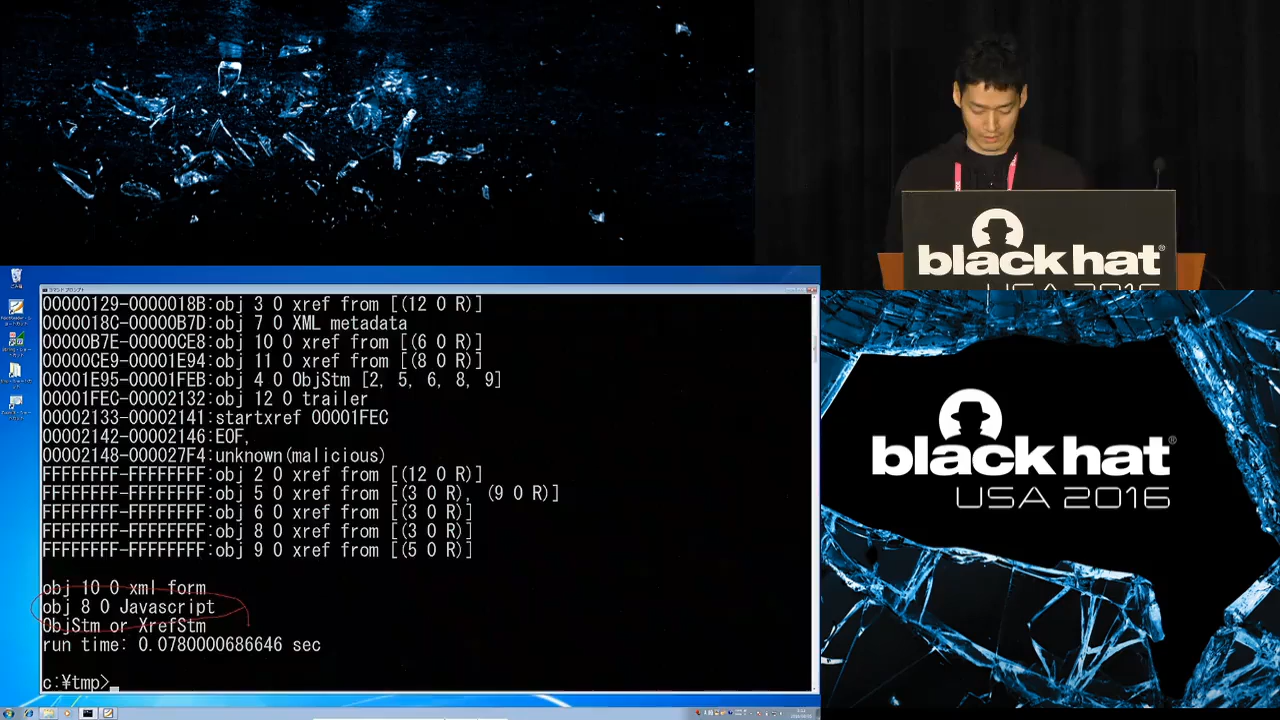 black hat
USA 2016
00000129-0000018B:obj 3 0 xref from [(12 0 R)]
0000018C-00000B7D:obj 7 0 XML metadata
00000B7E-00000CE8:obj 10 0 xref from [(6 0 R)]
00000CE9-00001E94:obj 11 0 xref from [(8 0 R)]
00001E95-00001FEB:obj 4 0 ObjStm [2, 5, 6, 8, 9]
00001FEC-00002132:obj 12 0 trailer
00002133-00002141:startxref 00001FEC
00002142-00002146:EOF,
00002148-000027F4:unknown(malicious)
FFFFFFFF-FFFFFFFF:obj 2 0 xref from [(12 0 R)]
FFFFFFFF-FFFFFFFF:obj 5 0 xref from [(3 0 R), (9 0 R)]
FFFFFFFF-FFFFFFFF:obj 6 0 xref from [(3 0 R)]
FFFFFFFF-FFFFFFFF:obj 8 0 xref from [(3 0 R)]
FFFFFFFF-FFFFFFFF:obj 9 0 xref from [(5 0 R)]
obj 10 0 xml form
obj 8 0 Javascript
ObjStm or XrefStm
run time: 0.0780000686646 sec
c:¥tmp>
black hat
USA 2016